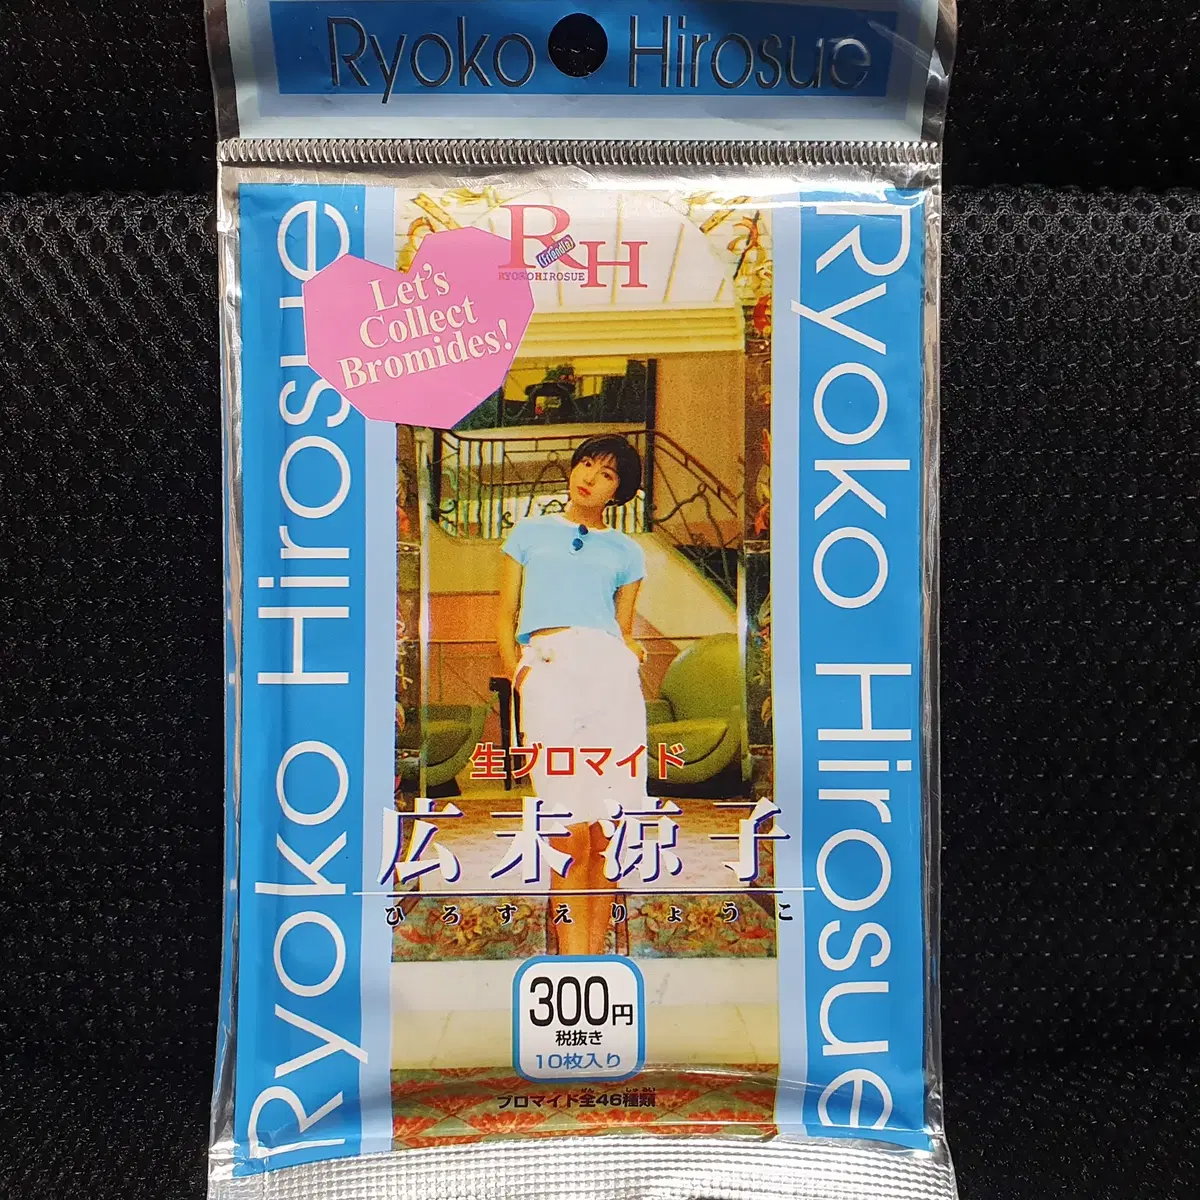 Ryoko Hirosue
Ryoko Hirosue
Ryoko Hirosue
RH
Friendia
RYOKOHIROSUE
Let's
Collect
Bromides!
生ブロマイド
広末涼子
ひろすえりょうこ
300円
税抜き
10枚入り
ブロマイド全46種類